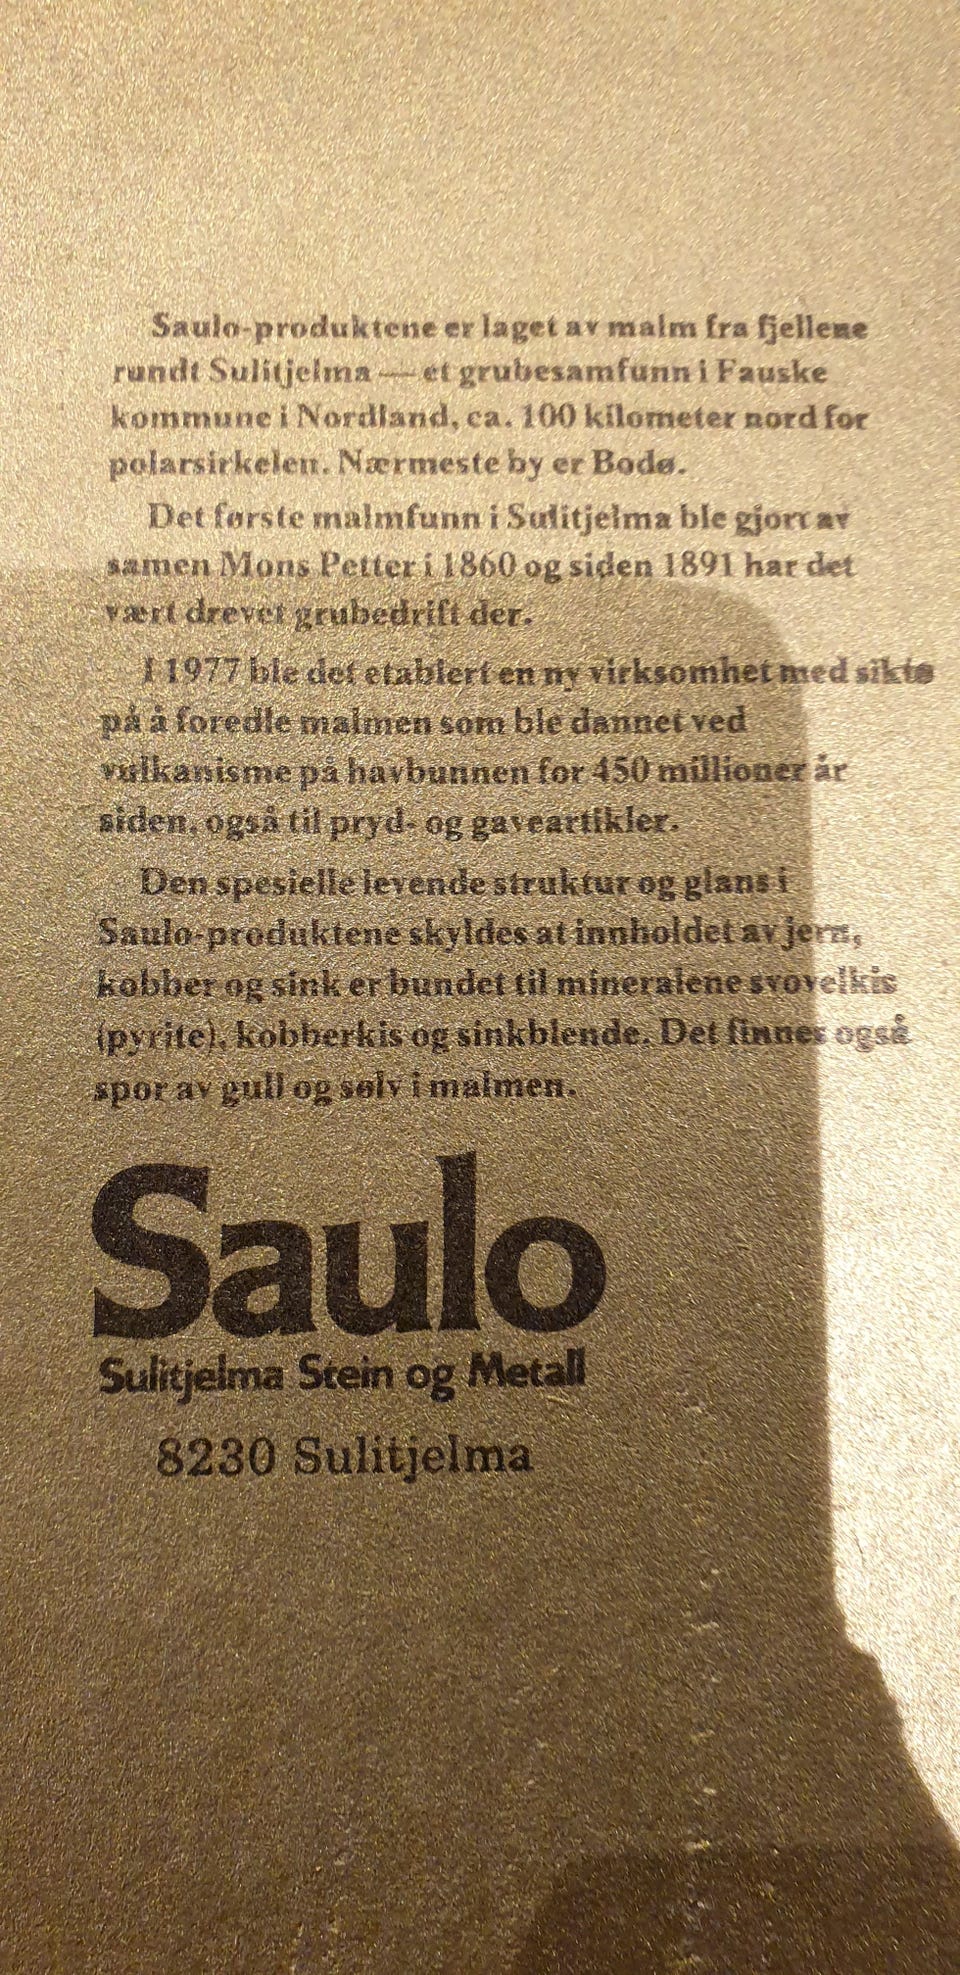 Saulo-produktene er laget av malm fra fjellene
rundt Sulitjelma — et grubesamfunn i Fauske
kommune i Nordland, ca. 100 kilometer nord for
polarsirkelen. Nærmeste by er Bodø.
Det første malmfunn i Sulitjelma ble gjort av
samen Mons Petter i 1860 og siden 1891 har det
vært drevet grubedrift der.
I 1977 ble det etablert en ny virksomhet med sikte
på å foredle malmen som ble dannet ved
vulkanisme på havbunnen for 450 millioner år
siden, også til pryd- og gaveartikler.
Den spesielle levende struktur og glans i
Saulo-produktene skyldes at innholdet av jern,
kobber og sink er bundet til mineralene svovelkis
(pyrite), kobberkis og sinkblende. Det finnes også
spor av gull og sølv i malmen.
Saulo
Sulitjelma Stein og Metall
8230 Sulitjelma